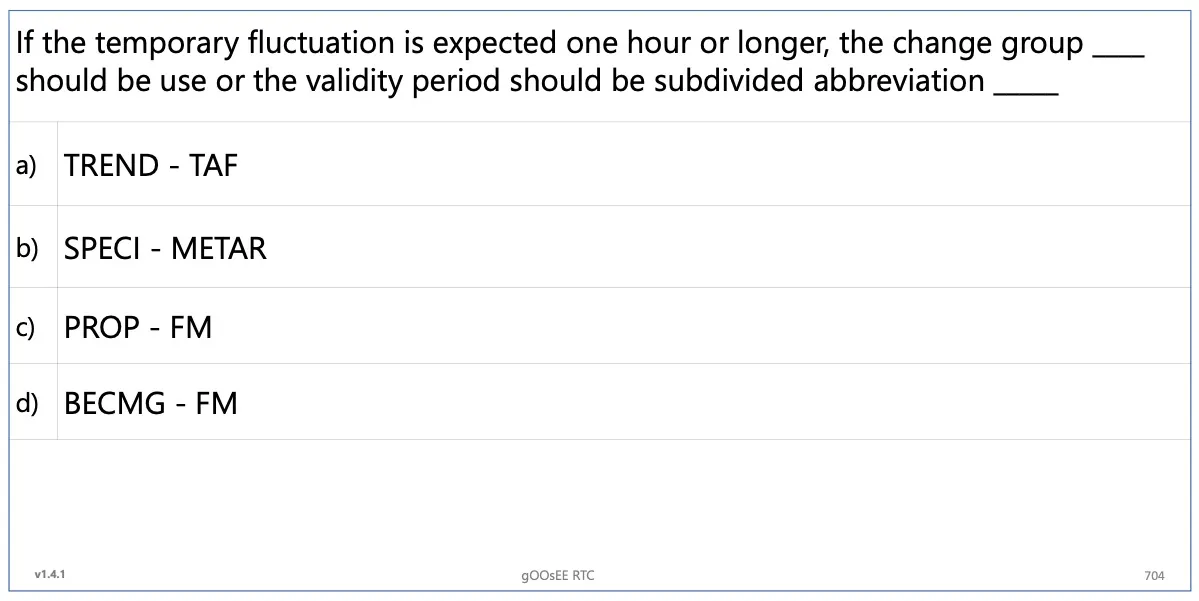 If the temporary fluctuation is expected one hour or longer, the change group ____
should be use or the validity period should be subdivided abbreviation _____
a) TREND - TAF
b) SPECI - METAR
c) PROP - FM
d) BECMG - FM
v1.4.1 gOOsEE RTC 704